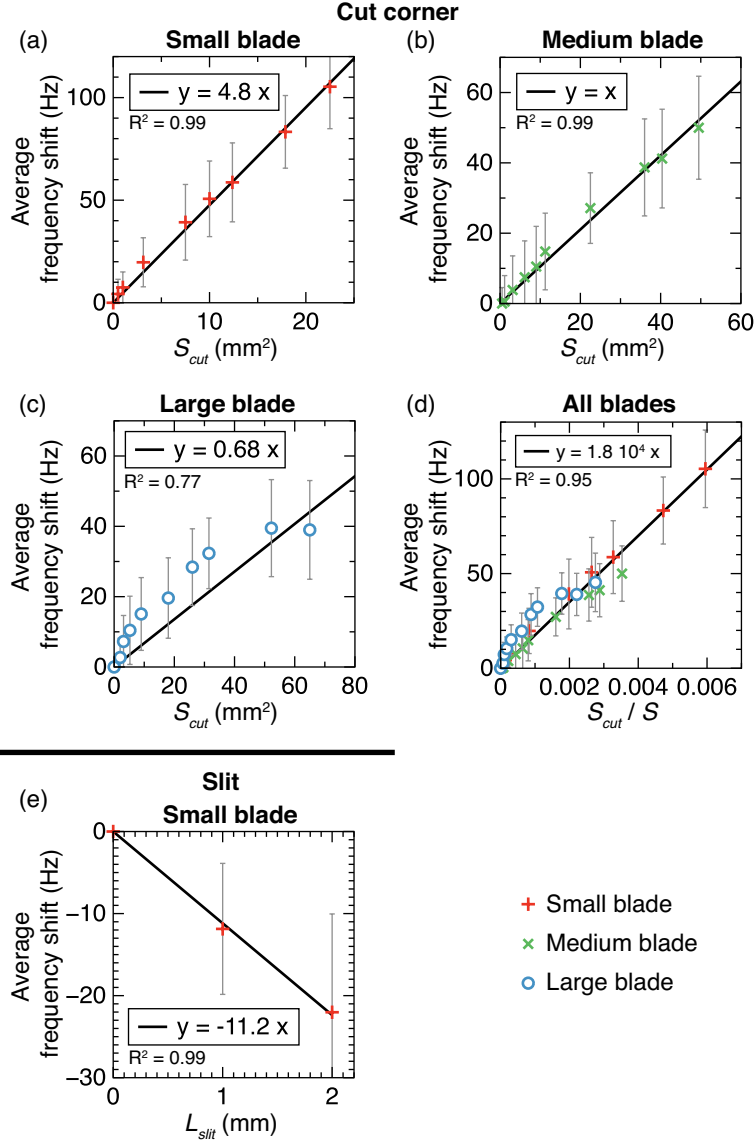 Cut corner
(a)
Small blade
Average
frequency shift (Hz)
100
50
0
y = 4.8 x
R² = 0.99
0
10
20
S_cut (mm²)
(b)
Medium blade
Average
frequency shift (Hz)
60
40
20
0
y = x
R² = 0.99
0
20
40
60
S_cut (mm²)
(c)
Large blade
Average
frequency shift (Hz)
60
40
20
0
y = 0.68 x
R² = 0.77
0
20
40
60
80
S_cut (mm²)
(d)
All blades
Average
frequency shift (Hz)
100
50
0
y = 1.8 10⁴ x
R² = 0.95
0
0.002
0.004
0.006
S_cut / S
Slit
(e)
Small blade
Average
frequency shift (Hz)
0
−10
−20
−30
y = -11.2 x
R² = 0.99
0
1
2
L_slit (mm)
Small blade
Medium blade
Large blade